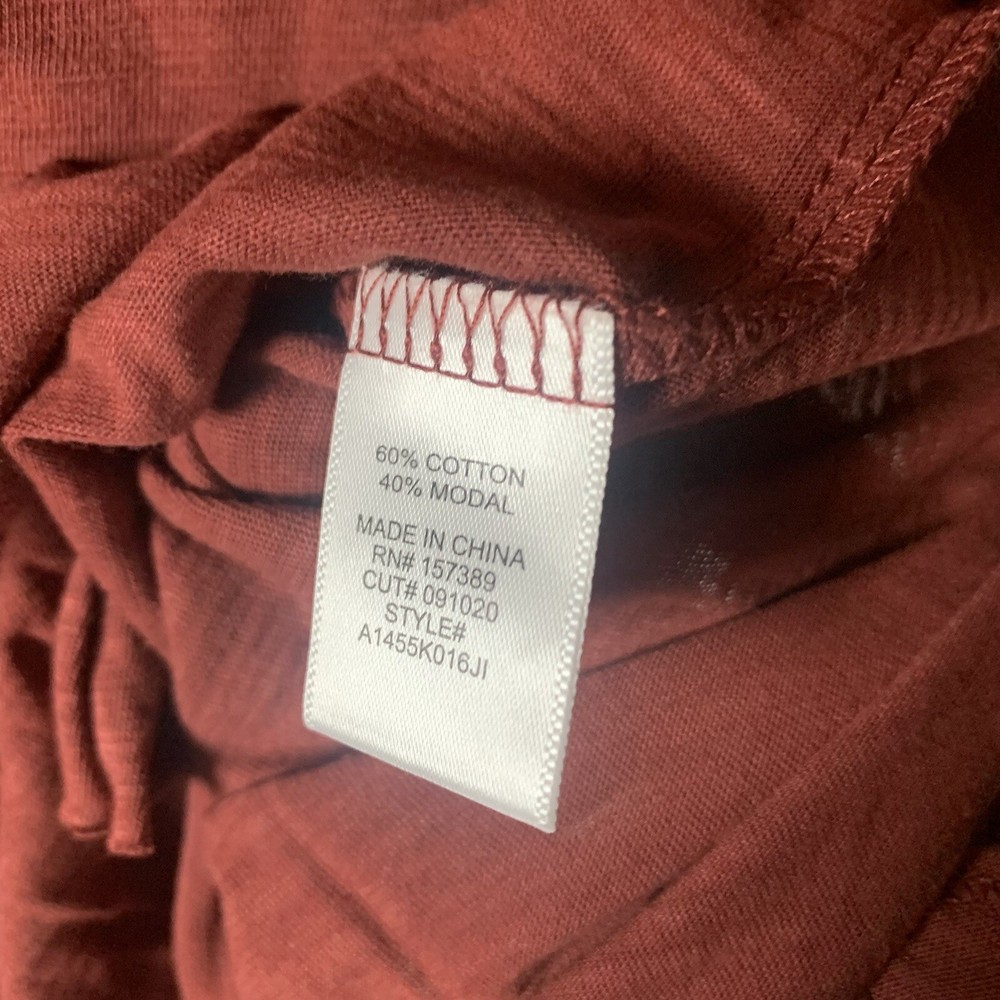 60% COTTON
40% MODAL
MADE IN CHINA
RN# 157389
CUT# 091020
STYLE#
A1455K016JI